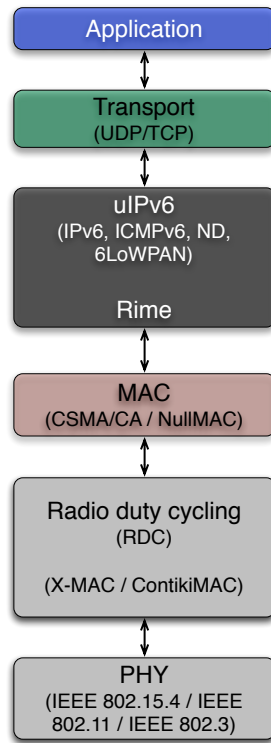 Application
Transport
(UDP/TCP)
uIPv6
(IPv6, ICMPv6, ND,
6LoWPAN)
Rime
MAC
(CSMA/CA / NullMAC)
Radio duty cycling
(RDC)
(X-MAC / ContikiMAC)
PHY
(IEEE 802.15.4 / IEEE
802.11 / IEEE 802.3)